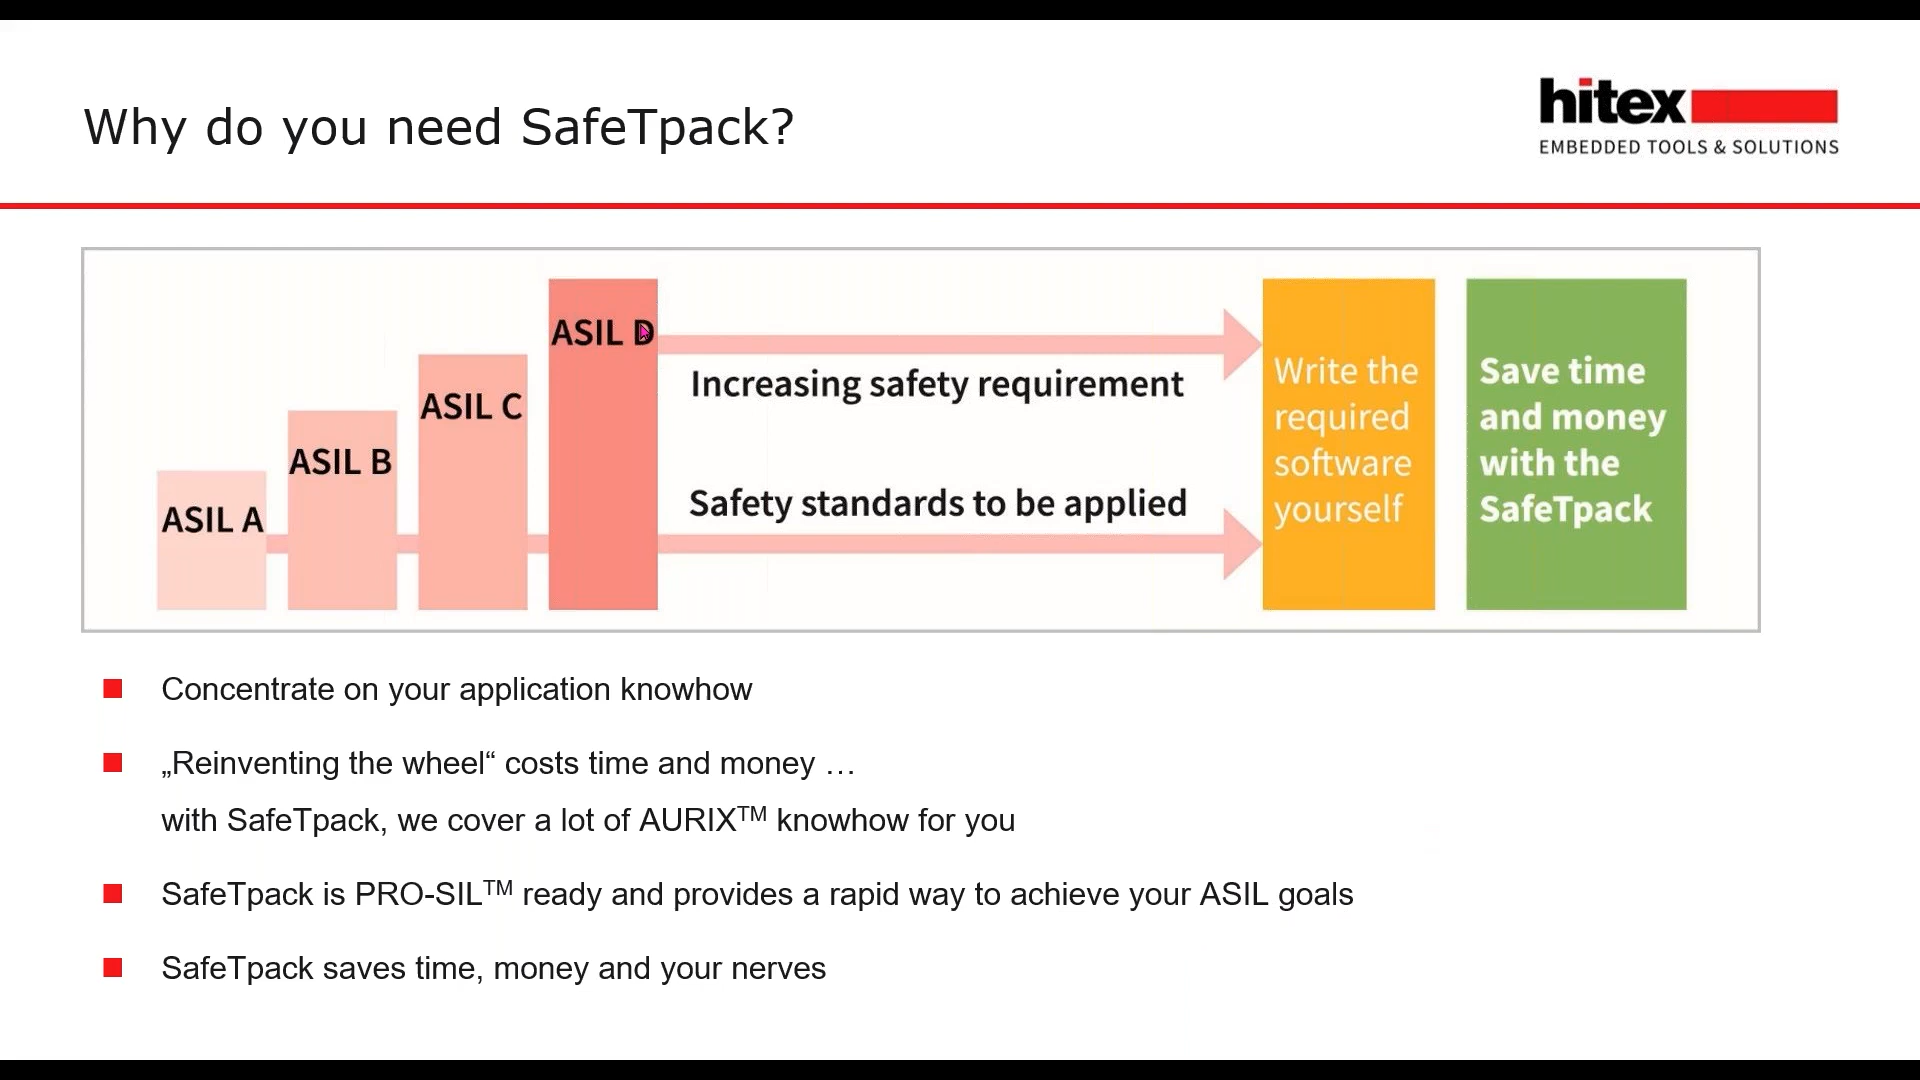 Why do you need SafeTpack?
hitex
EMBEDDED TOOLS & SOLUTIONS
ASIL A
ASIL B
ASIL C
ASIL D
Increasing safety requirement
Safety standards to be applied
Write the
required
software
yourself
Save time
and money
with the
SafeTpack
Concentrate on your application knowhow
„Reinventing the wheel“ costs time and money …
with SafeTpack, we cover a lot of AURIX™ knowhow for you
SafeTpack is PRO-SIL™ ready and provides a rapid way to achieve your ASIL goals
SafeTpack saves time, money and your nerves